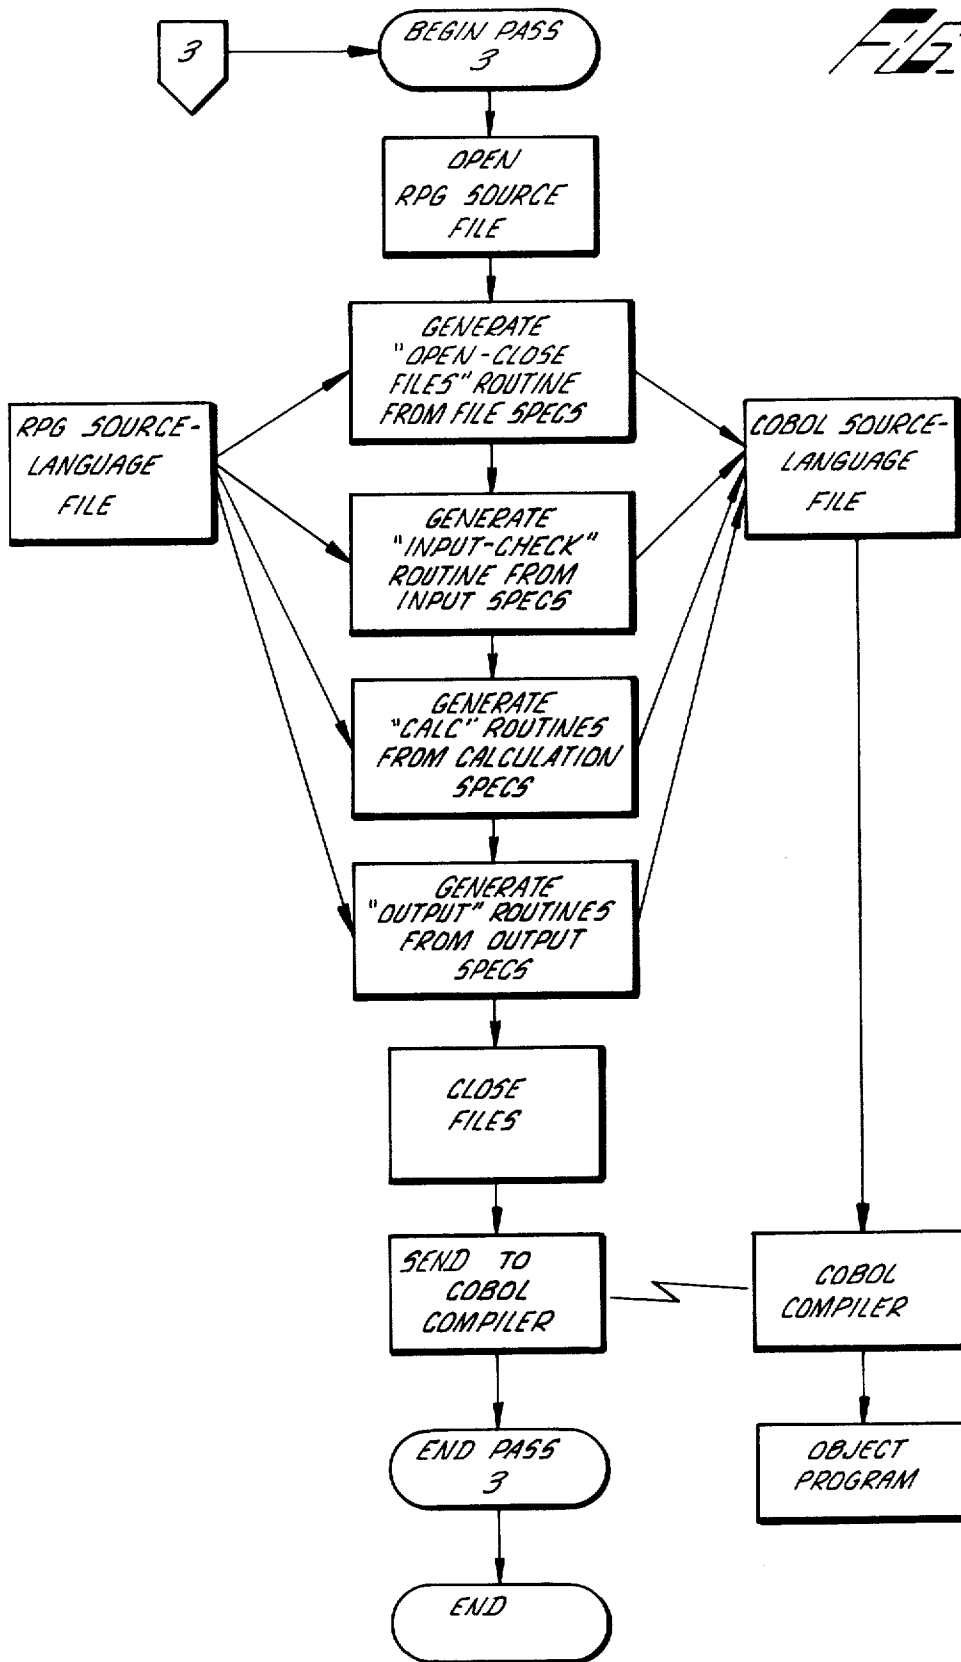 3
BEGIN PASS
3
FIG
OPEN
RPG SOURCE
FILE
GENERATE
"OPEN-CLOSE
FILES" ROUTINE
FROM FILE SPECS
RPG SOURCE-
LANGUAGE
FILE
COBOL SOURCE-
LANGUAGE
FILE
GENERATE
"INPUT-CHECK"
ROUTINE FROM
INPUT SPECS
GENERATE
"CALC" ROUTINES
FROM CALCULATION
SPECS
GENERATE
"OUTPUT" ROUTINES
FROM OUTPUT
SPECS
CLOSE
FILES
SEND TO
COBOL
COMPILER
COBOL
COMPILER
END PASS
3
OBJECT
PROGRAM
END